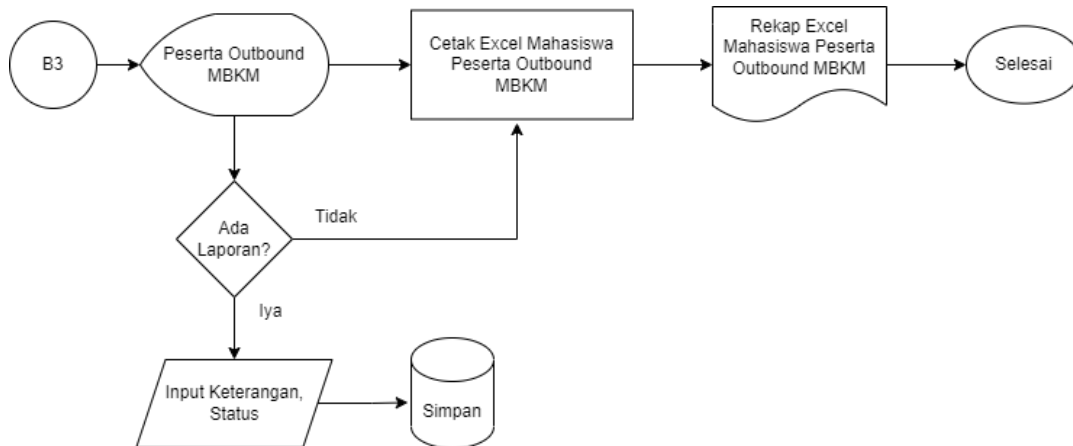 B3
Peserta Outbound
MBKM
Cetak Excel Mahasiswa
Peserta Outbound
MBKM
Rekap Excel
Mahasiswa Peserta
Outbound MBKM
Selesai
Ada
Laporan?
Tidak
Iya
Input Keterangan,
Status
Simpan